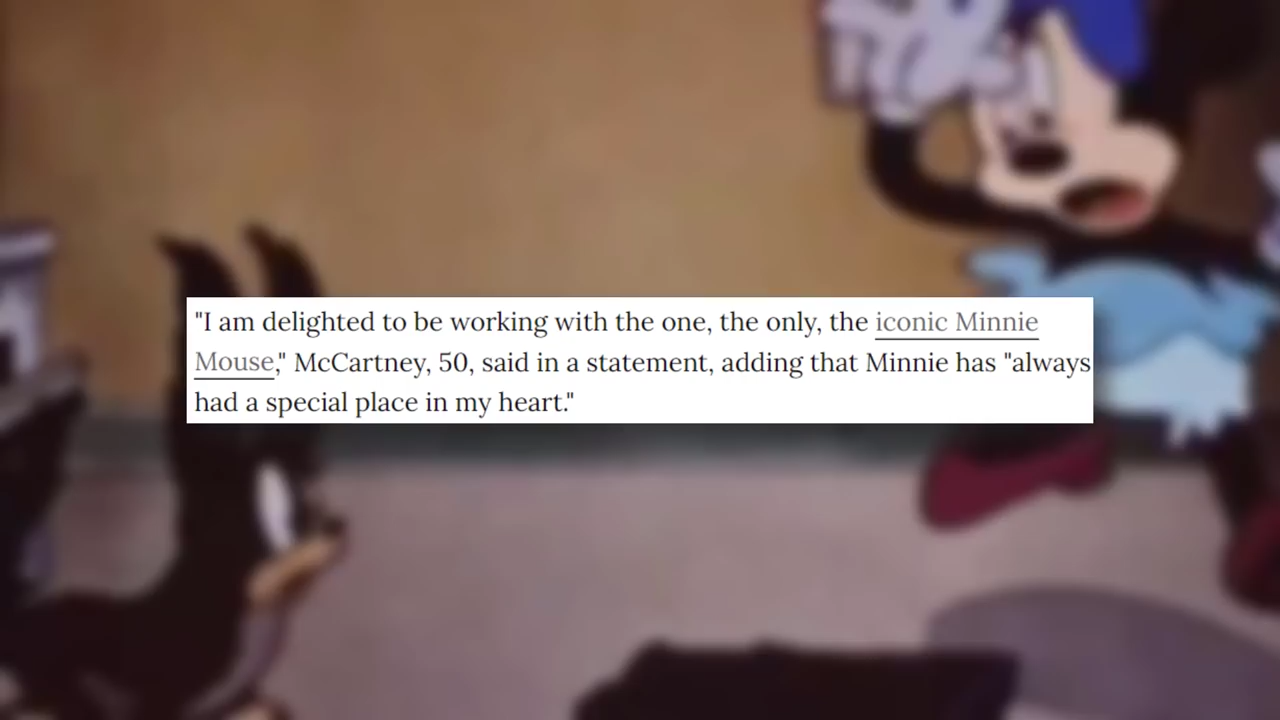 "I am delighted to be working with the one, the only, the iconic Minnie
Mouse," McCartney, 50, said in a statement, adding that Minnie has "always
had a special place in my heart."